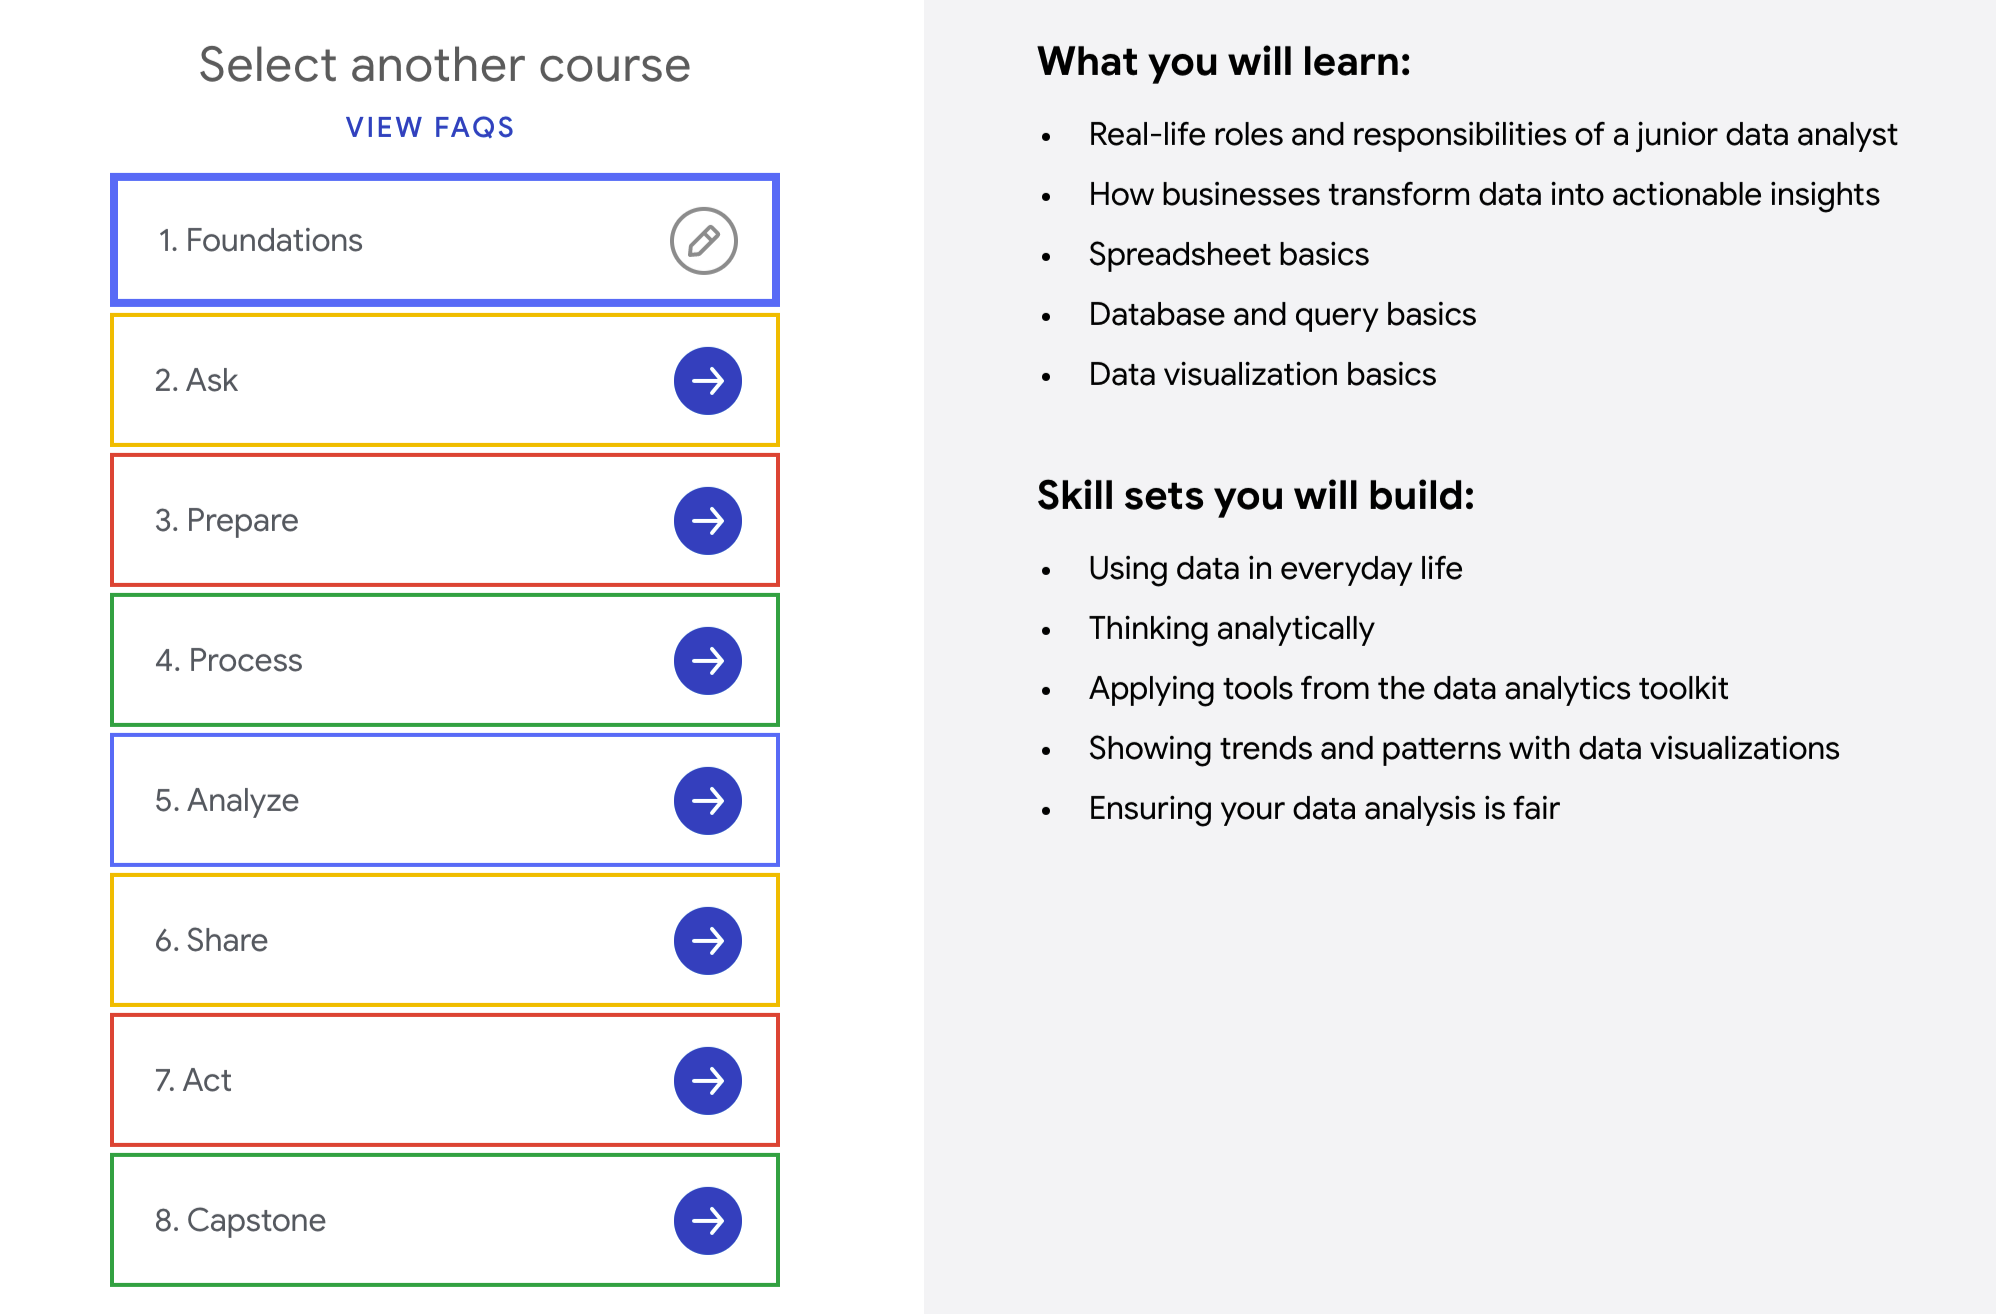 Select another course
VIEW FAQS
1. Foundations
2. Ask
3. Prepare
4. Process
5. Analyze
6. Share
7. Act
8. Capstone
What you will learn:
• Real-life roles and responsibilities of a junior data analyst
• How businesses transform data into actionable insights
• Spreadsheet basics
• Database and query basics
• Data visualization basics
Skill sets you will build:
• Using data in everyday life
• Thinking analytically
• Applying tools from the data analytics toolkit
• Showing trends and patterns with data visualizations
• Ensuring your data analysis is fair